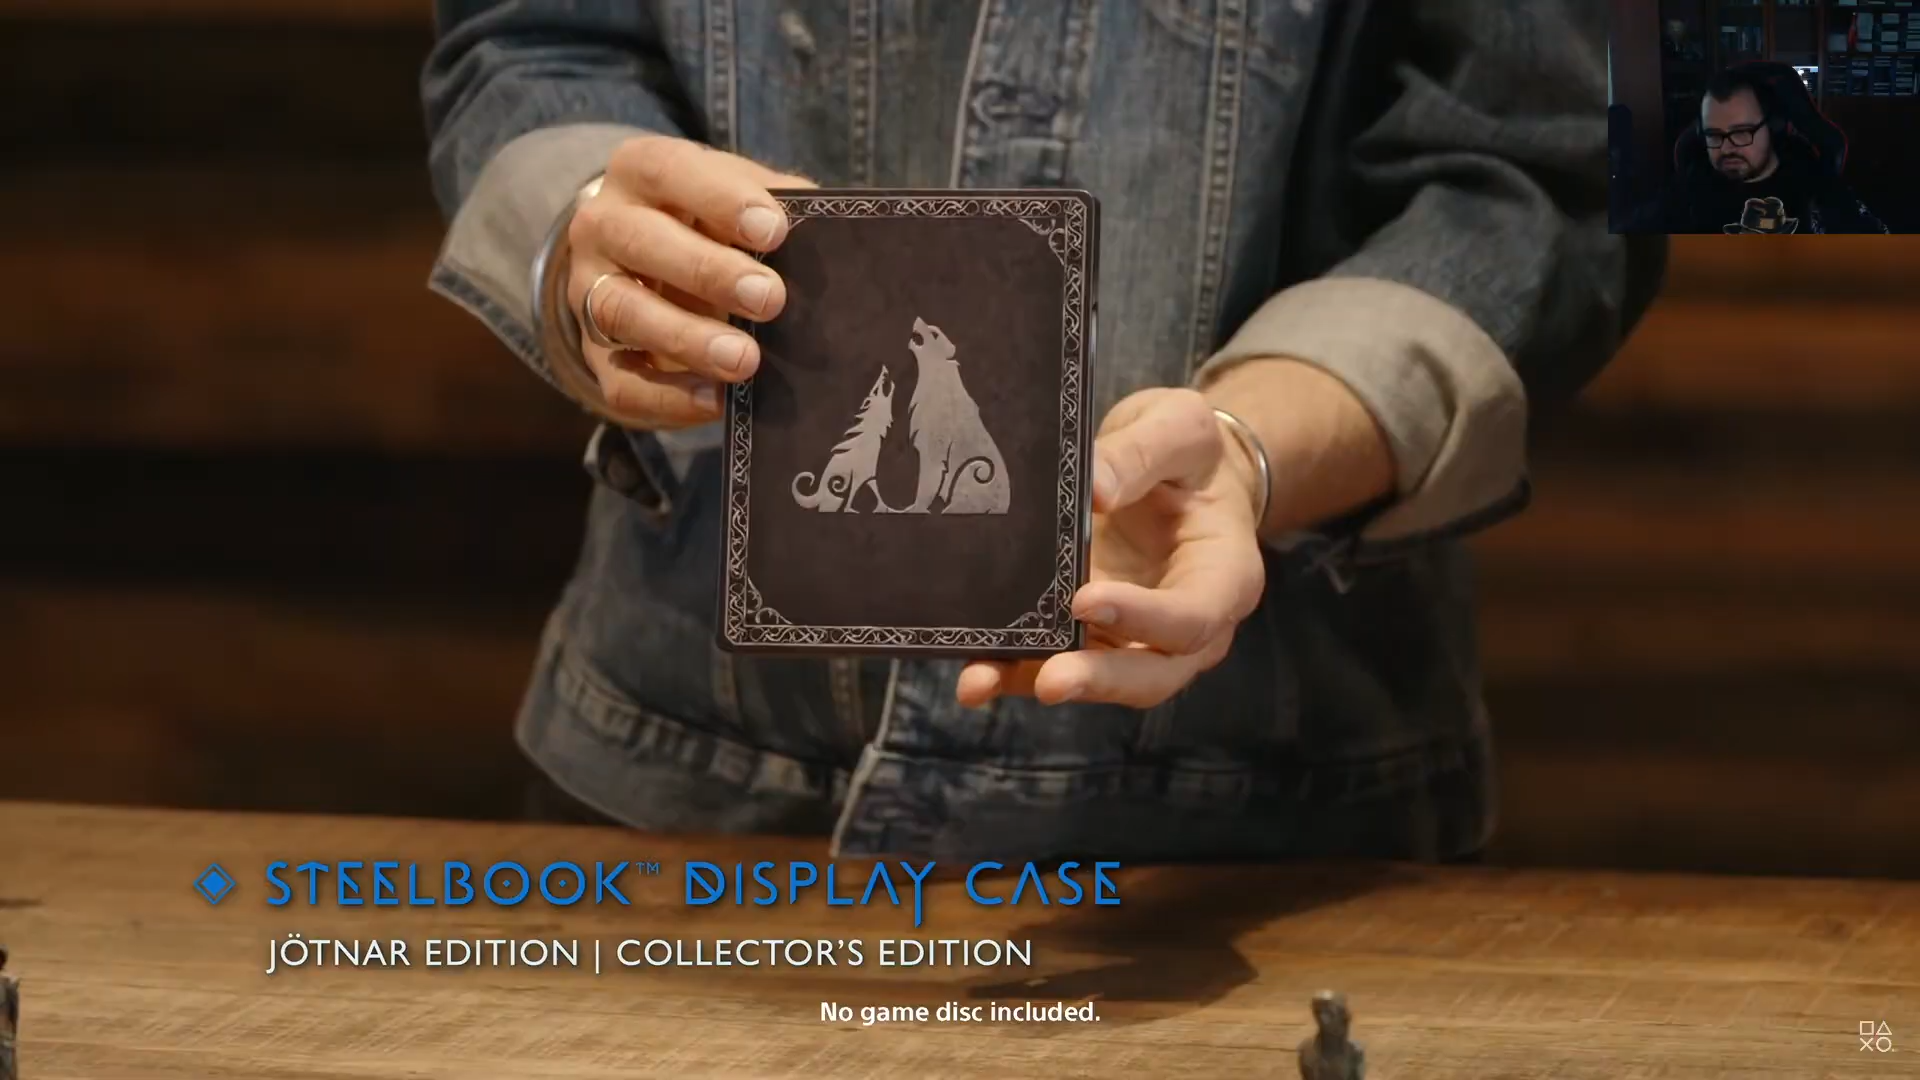 STEELBOOK™ DISPLAY CASE
JÖTNAR EDITION | COLLECTOR'S EDITION
No game disc included.